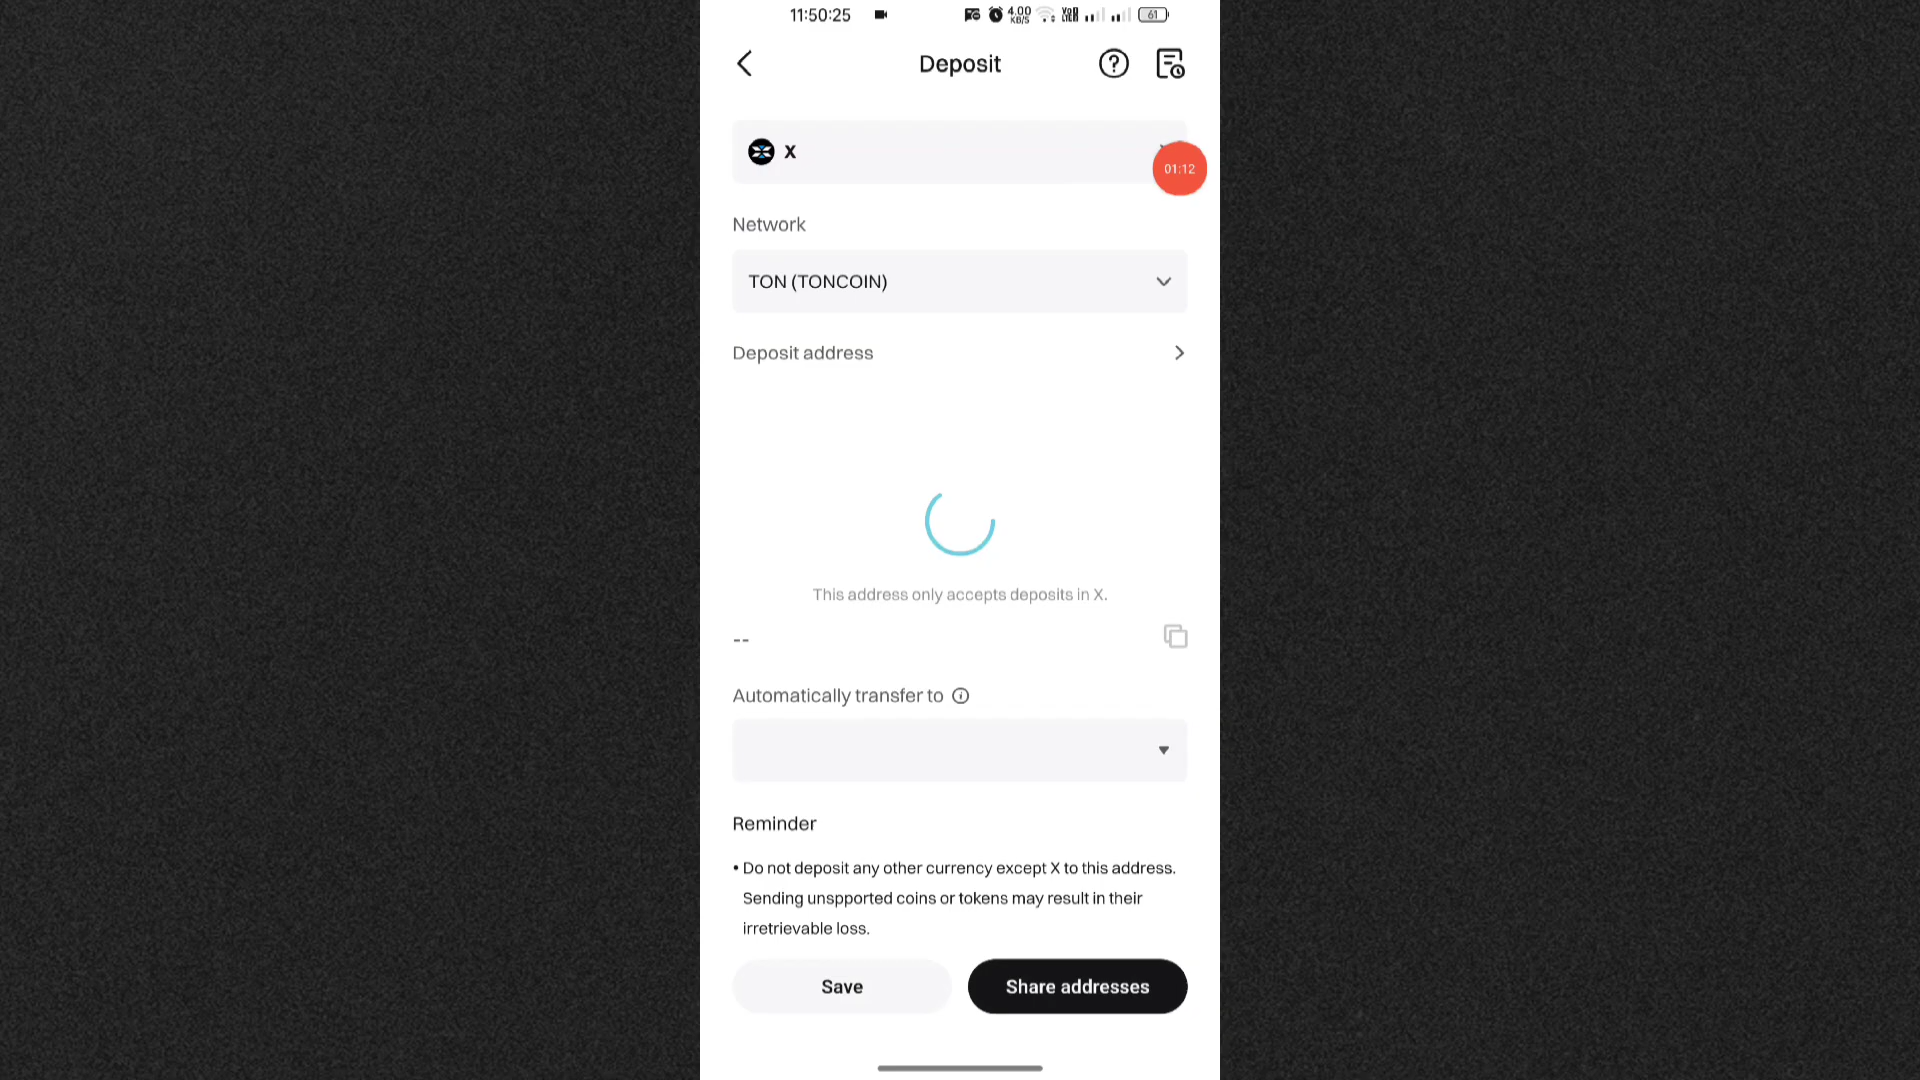 11:50:25
4.00
KB/S
61
Deposit
X
01:12
Network
TON (TONCOIN)
Deposit address
This address only accepts deposits in X.
--
Automatically transfer to
Reminder
• Do not deposit any other currency except X to this address.
Sending unspported coins or tokens may result in their
irretrievable loss.
Save
Share addresses